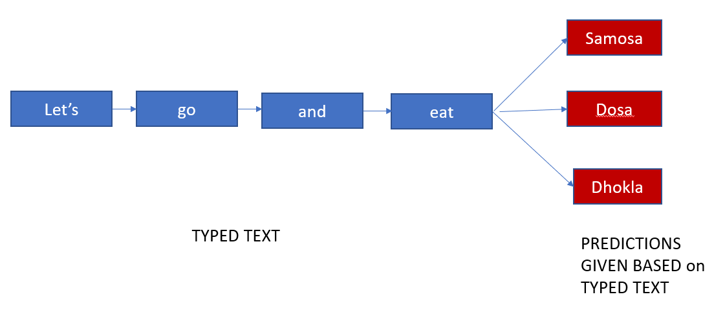 Let's go and eat
Samosa
Dosa
Dhokla
TYPED TEXT
PREDICTIONS
GIVEN BASED on
TYPED TEXT